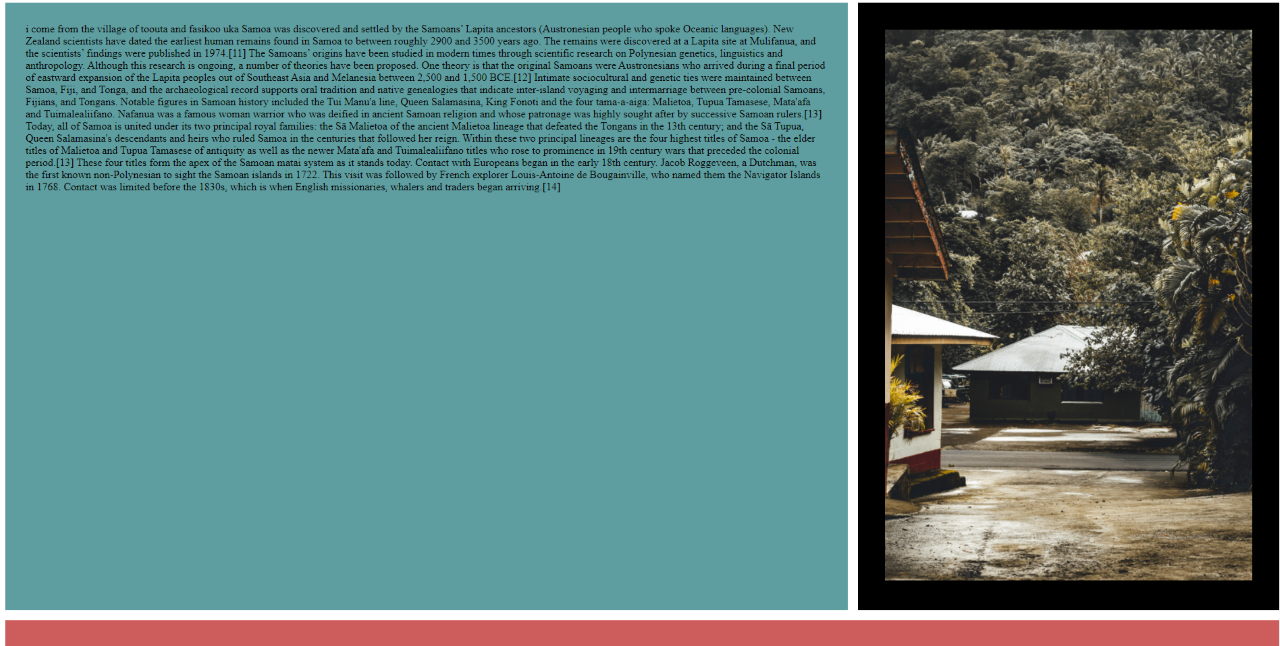 i come from the village of toouta and fasikoo uka Samoa was discovered and settled by the Samoans' Lapita ancestors (Austronesian people who spoke Oceanic languages). New
Zealand scientists have dated the earliest human remains found in Samoa to between roughly 2900 and 3500 years ago. The remains were discovered at a Lapita site at Mulifanua, and
the scientists' findings were published in 1974.[11] The Samoans' origins have been studied in modern times through scientific research on Polynesian genetics, linguistics and
anthropology. Although this research is ongoing, a number of theories have been proposed. One theory is that the original Samoans were Austronesians who arrived during a final period
of eastward expansion of the Lapita peoples out of Southeast Asia and Melanesia between 2,500 and 1,500 BCE.[12] Intimate sociocultural and genetic ties were maintained between
Samoa, Fiji, and Tonga, and the archaeological record supports oral tradition and native genealogies that indicate inter-island voyaging and intermarriage between pre-colonial Samoans,
Fijians, and Tongans. Notable figures in Samoan history included the Tui Manu'a line, Queen Salamasina, King Fonoti and the four tama-a-aiga: Malietoa, Tupua Tamasese, Mata'afa
and Tuimalealiifano. Nafanua was a famous woman warrior who was deified in ancient Samoan religion and whose patronage was highly sought after by successive Samoan rulers.[13]
Today, all of Samoa is united under its two principal royal families: the Sā Malietoa of the ancient Malietoa lineage that defeated the Tongans in the 13th century; and the Sā Tupua,
Queen Salamasina's descendants and heirs who ruled Samoa in the centuries that followed her reign. Within these two principal lineages are the four highest titles of Samoa - the elder
titles of Malietoa and Tupua Tamasese of antiquity as well as the newer Mata'afa and Tuimalealiifano titles who rose to prominence in 19th century wars that preceded the colonial
period.[13] These four titles form the apex of the Samoan matai system as it stands today. Contact with Europeans began in the early 18th century. Jacob Roggeveen, a Dutchman, was
the first known non-Polynesian to sight the Samoan islands in 1722. This visit was followed by French explorer Louis-Antoine de Bougainville, who named them the Navigator Islands
in 1768. Contact was limited before the 1830s, which is when English missionaries, whalers and traders began arriving.[14]